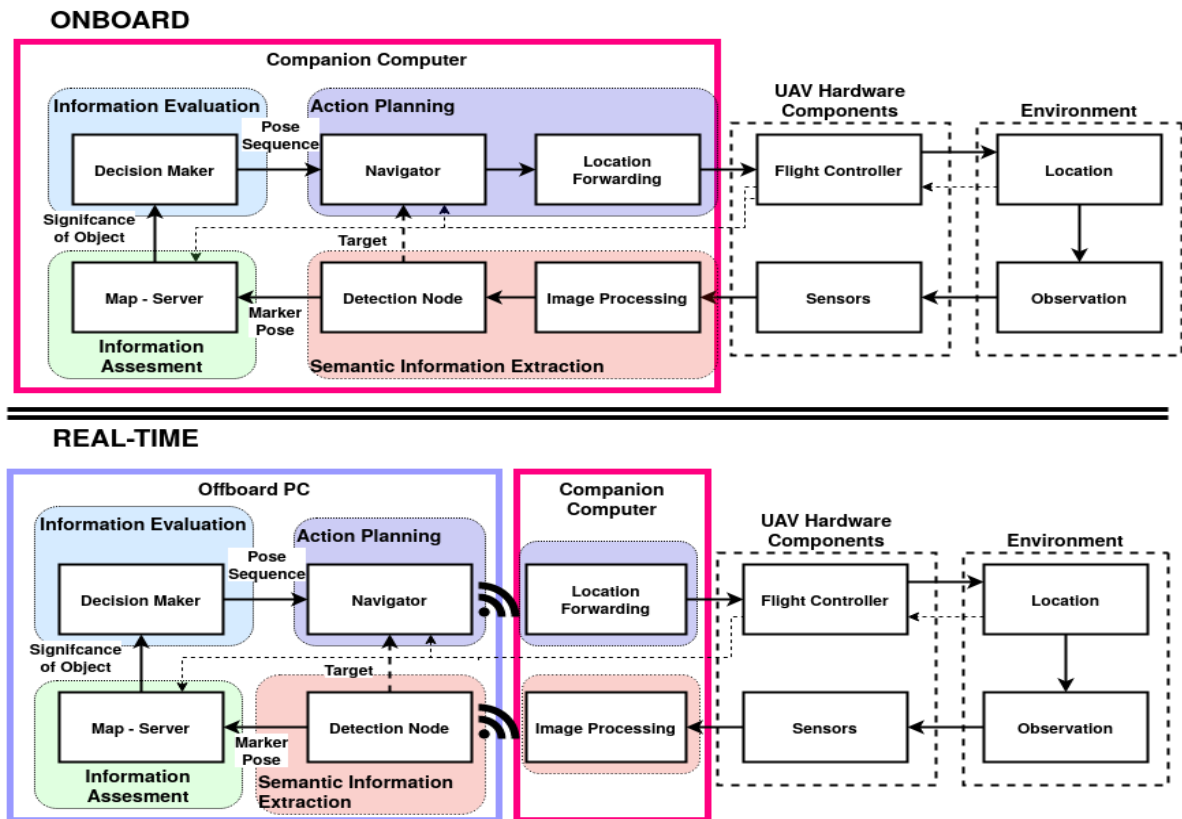 ONBOARD
Companion Computer
Information Evaluation
Action Planning
UAV Hardware
Components
Environment
Pose
Sequence
Decision Maker
Navigator
Location
Forwarding
Flight Controller
Location
Signifcance
of Object
Target
Map - Server
Marker
Pose
Detection Node
Image Processing
Sensors
Observation
Information
Assesment
Semantic Information Extraction
REAL-TIME
Offboard PC
Companion
Computer
Information Evaluation
Action Planning
UAV Hardware
Components
Environment
Pose
Sequence
Decision Maker
Navigator
Location
Forwarding
Flight Controller
Location
Signifcance
of Object
Target
Map - Server
Marker
Pose
Detection Node
Image Processing
Sensors
Observation
Information
Assesment
Semantic Information
Extraction